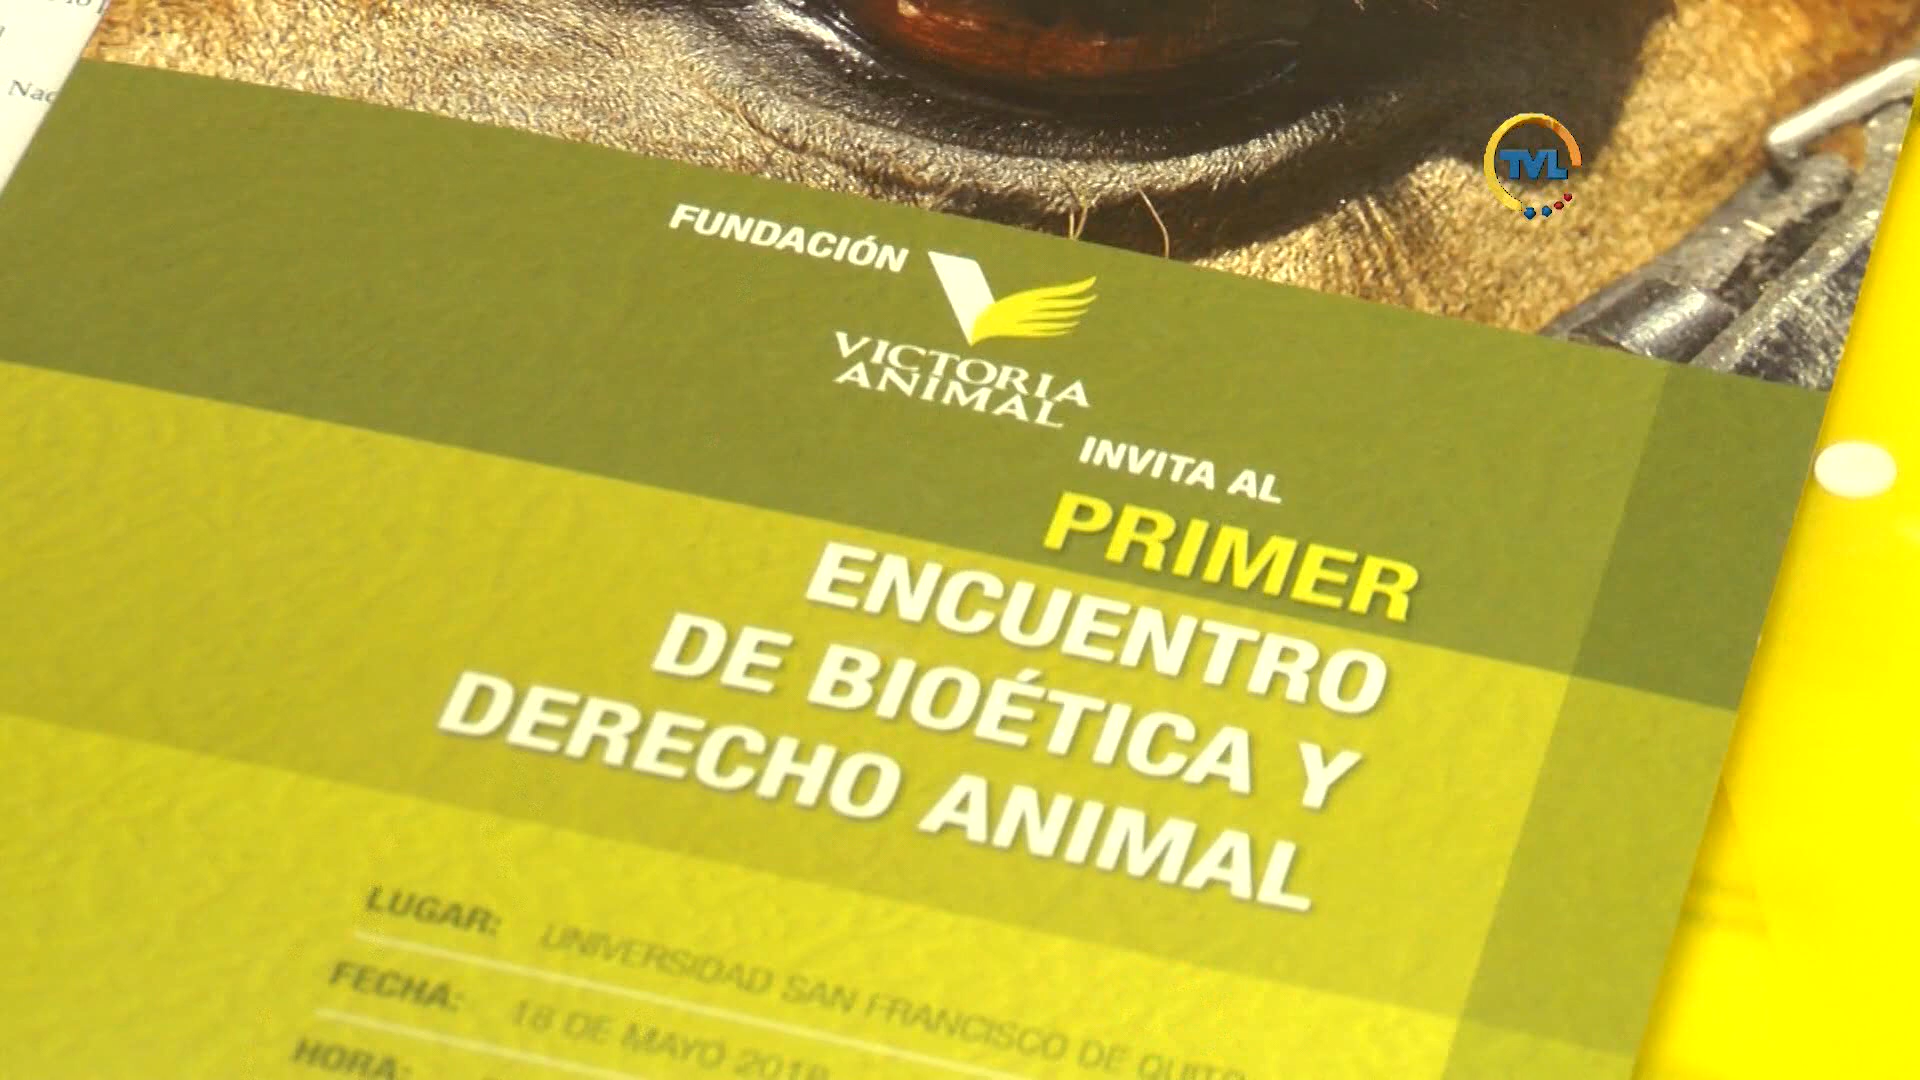 Nac
TVL
FUNDACIÓN
VICTORIA
ANIMAL
INVITA AL
PRIMER
ENCUENTRO
DE BIOÉTICA Y
DERECHO ANIMAL
LUGAR: UNIVERSIDAD SAN FRANCISCO DE QUITO
FECHA: 18 DE MAYO 2018
HORA: